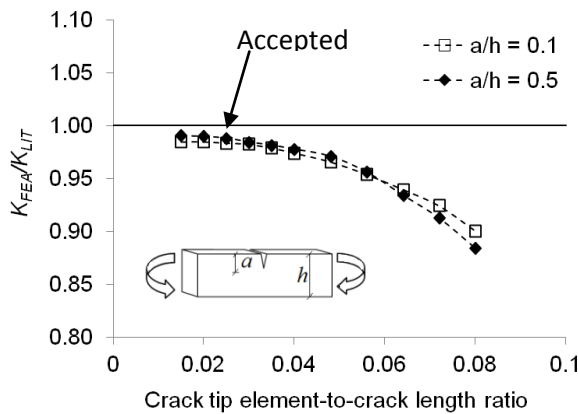 Accepted
a/h = 0.1
a/h = 0.5
1.10
1.05
1.00
0.95
0.90
0.85
0.80
K_FEA/K_LIT
a
h
0
0.02
0.04
0.06
0.08
0.1
Crack tip element-to-crack length ratio